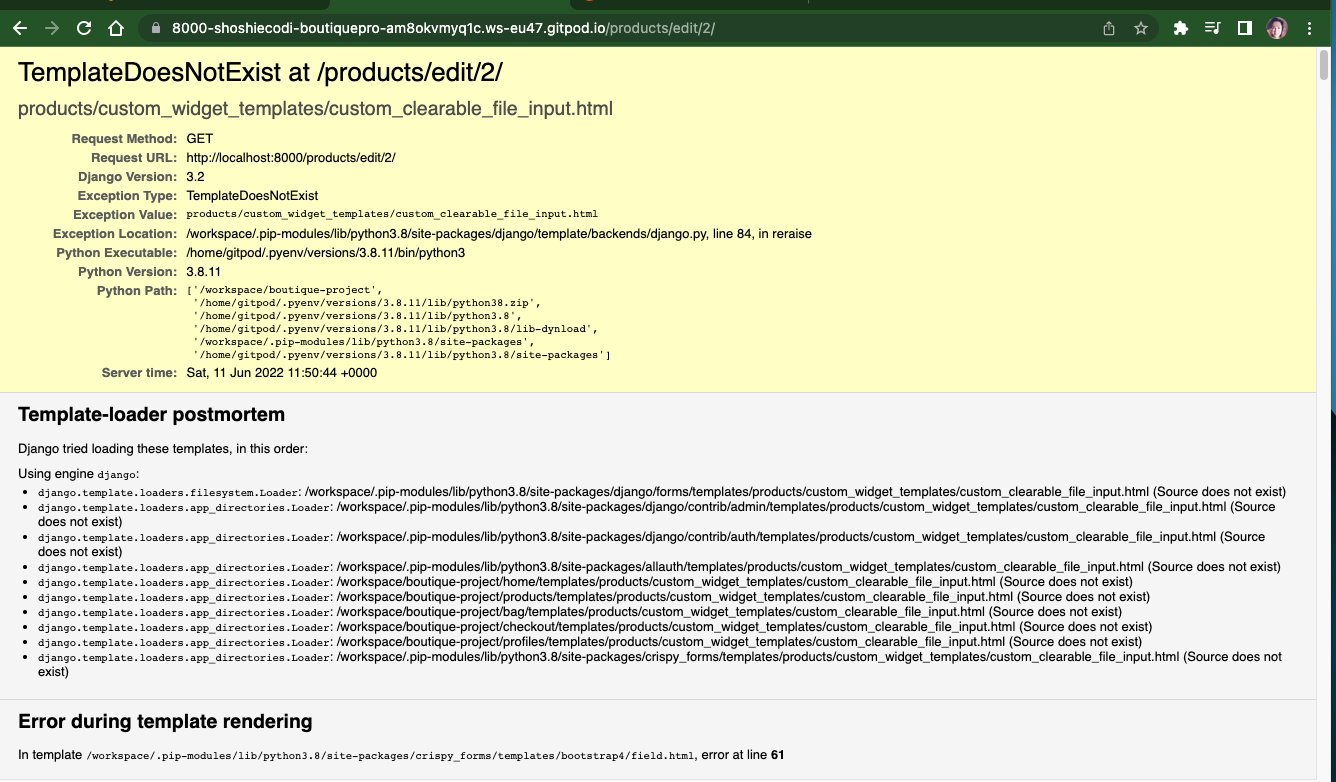 8000-shoshiecodi-boutiquepro-am8okvmyq1c.ws-eu47.gitpod.io/products/edit/2/
TemplateDoesNotExist at /products/edit/2/
products/custom_widget_templates/custom_clearable_file_input.html
Request Method: GET
Request URL: http://localhost:8000/products/edit/2/
Django Version: 3.2
Exception Type: TemplateDoesNotExist
Exception Value: products/custom_widget_templates/custom_clearable_file_input.html
Exception Location: /workspace/.pip-modules/lib/python3.8/site-packages/django/template/backends/django.py, line 84, in reraise
Python Executable: /home/gitpod/.pyenv/versions/3.8.11/bin/python3
Python Version: 3.8.11
Python Path: ['/workspace/boutique-project',
'/home/gitpod/.pyenv/versions/3.8.11/lib/python38.zip',
'/home/gitpod/.pyenv/versions/3.8.11/lib/python3.8',
'/home/gitpod/.pyenv/versions/3.8.11/lib/python3.8/lib-dynload',
'/workspace/.pip-modules/lib/python3.8/site-packages',
'/home/gitpod/.pyenv/versions/3.8.11/lib/python3.8/site-packages']
Server time: Sat, 11 Jun 2022 11:50:44 +0000
Template-loader postmortem
Django tried loading these templates, in this order:
Using engine django:
• django.template.loaders.filesystem.Loader: /workspace/.pip-modules/lib/python3.8/site-packages/django/forms/templates/products/custom_widget_templates/custom_clearable_file_input.html (Source does not exist)
• django.template.loaders.app_directories.Loader: /workspace/.pip-modules/lib/python3.8/site-packages/django/contrib/admin/templates/products/custom_widget_templates/custom_clearable_file_input.html (Source
does not exist)
• django.template.loaders.app_directories.Loader: /workspace/.pip-modules/lib/python3.8/site-packages/django/contrib/auth/templates/products/custom_widget_templates/custom_clearable_file_input.html (Source
does not exist)
• django.template.loaders.app_directories.Loader: /workspace/.pip-modules/lib/python3.8/site-packages/allauth/templates/products/custom_widget_templates/custom_clearable_file_input.html (Source does not exist)
• django.template.loaders.app_directories.Loader: /workspace/boutique-project/home/templates/products/custom_widget_templates/custom_clearable_file_input.html (Source does not exist)
• django.template.loaders.app_directories.Loader: /workspace/boutique-project/products/templates/products/custom_widget_templates/custom_clearable_file_input.html (Source does not exist)
• django.template.loaders.app_directories.Loader: /workspace/boutique-project/bag/templates/products/custom_widget_templates/custom_clearable_file_input.html (Source does not exist)
• django.template.loaders.app_directories.Loader: /workspace/boutique-project/checkout/templates/products/custom_widget_templates/custom_clearable_file_input.html (Source does not exist)
• django.template.loaders.app_directories.Loader: /workspace/boutique-project/profiles/templates/products/custom_widget_templates/custom_clearable_file_input.html (Source does not exist)
• django.template.loaders.app_directories.Loader: /workspace/.pip-modules/lib/python3.8/site-packages/crispy_forms/templates/products/custom_widget_templates/custom_clearable_file_input.html (Source does not
exist)
Error during template rendering
In template /workspace/.pip-modules/lib/python3.8/site-packages/crispy_forms/templates/bootstrap4/field.html, error at line 61